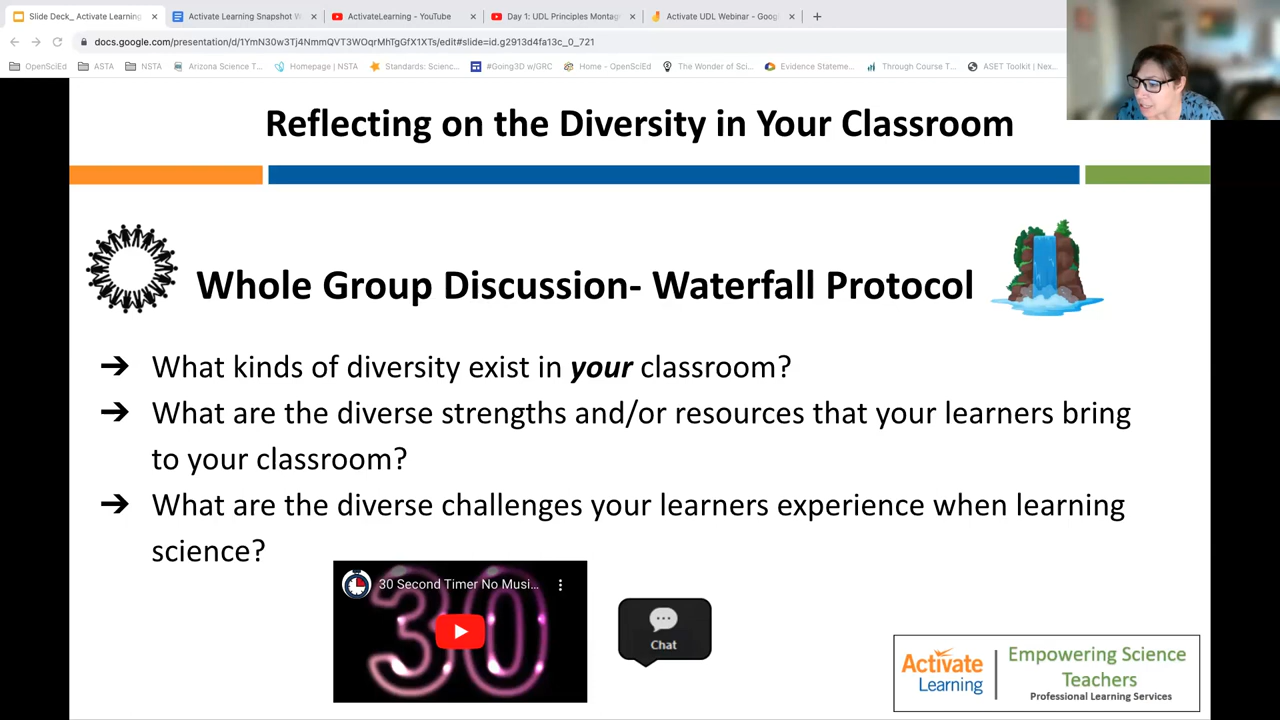 Slide Deck_ Activate Learning
Activate Learning Snapshot W
ActivateLearning - YouTube
Day 1: UDL Principles Montag
Activate UDL Webinar - Goog
docs.google.com/presentation/d/1YmN30w3Tj4NmmQVT3WOqrMhTgGfX1XTs/edit#slide=id.g2913d4fa13c_0_721
OpenSciEd
ASTA
NSTA
Arizona Science T...
Homepage | NSTA
Standards: Scienc...
#Going3D w/GRC
Home - OpenSciEd
The Wonder of Sci...
Evidence Stateme...
Through Course T...
ASET Toolkit | Nex...
Reflecting on the Diversity in Your Classroom
Whole Group Discussion- Waterfall Protocol
➔ What kinds of diversity exist in your classroom?
➔ What are the diverse strengths and/or resources that your learners bring
to your classroom?
➔ What are the diverse challenges your learners experience when learning
science?
30 Second Timer No Musi...
30
Chat
Activate
Learning
Empowering Science
Teachers
Professional Learning Services